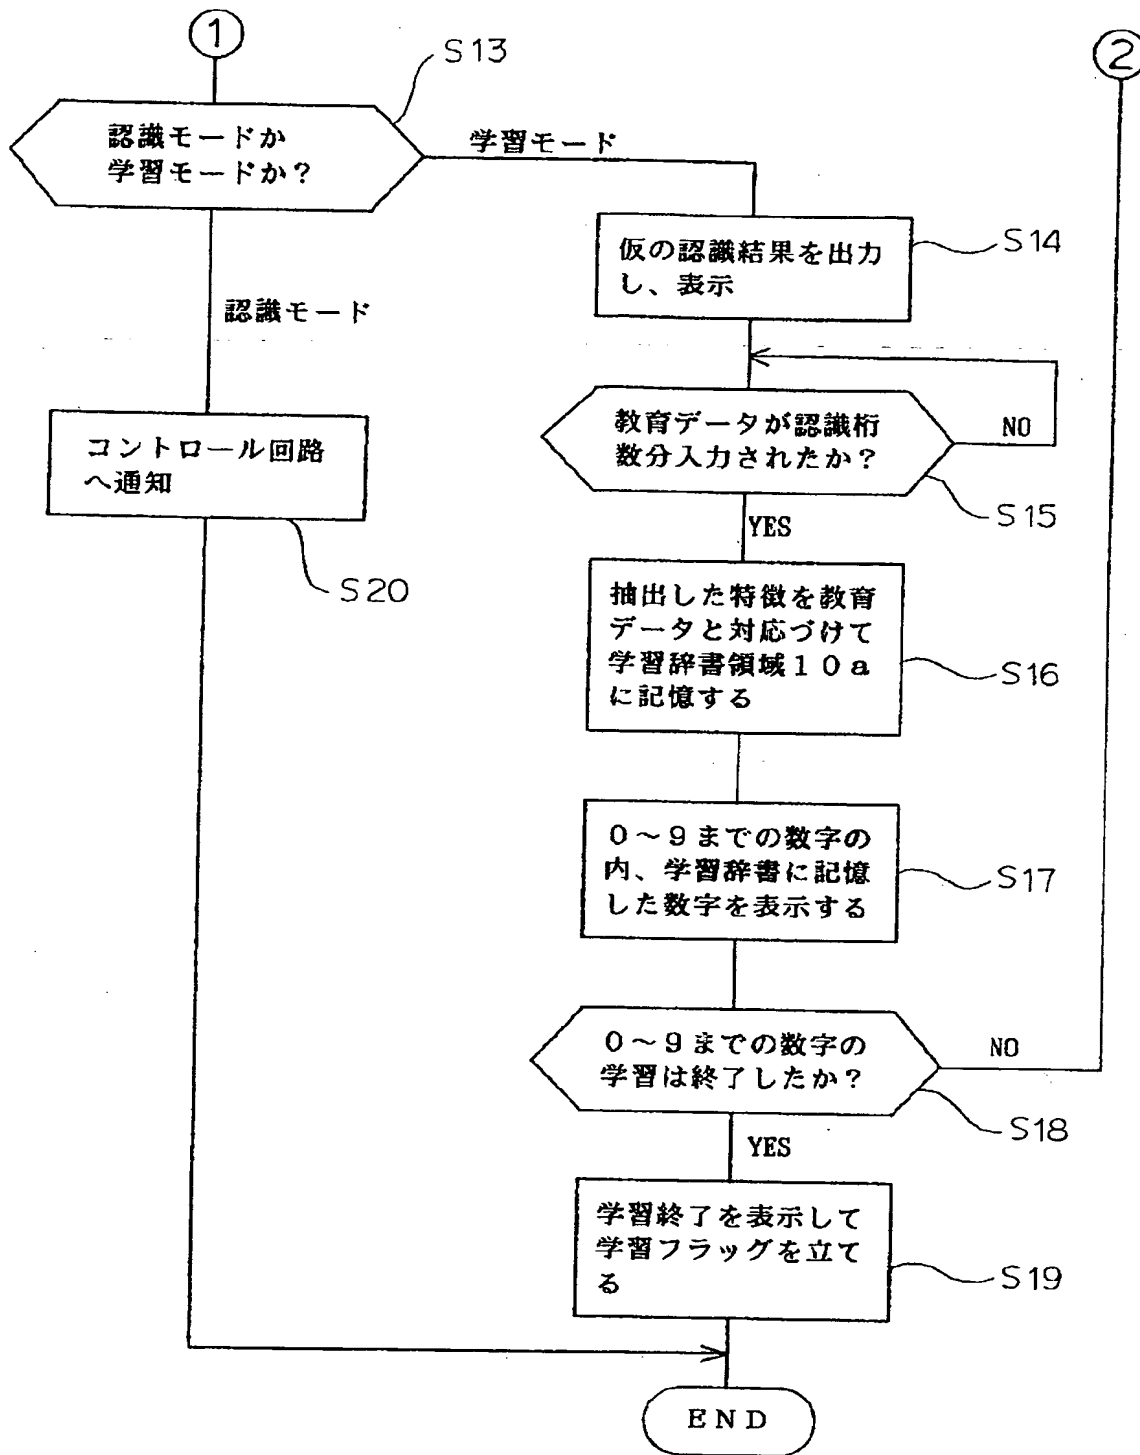 ①
②
S13
認識モードか
学習モードか？
学習モード
認識モード
仮の認識結果を出力
し、表示
S14
教育データが認識桁
数分入力されたか？
NO
S15
YES
コントロール回路
へ通知
S20
抽出した特徴を教育
データと対応づけて
学習辞書領域１０ａ
に記憶する
S16
０～９までの数字の
内、学習辞書に記憶
した数字を表示する
S17
０～９までの数字の
学習は終了したか？
NO
S18
YES
学習終了を表示して
学習フラッグを立て
る
S19
ＥＮＤ